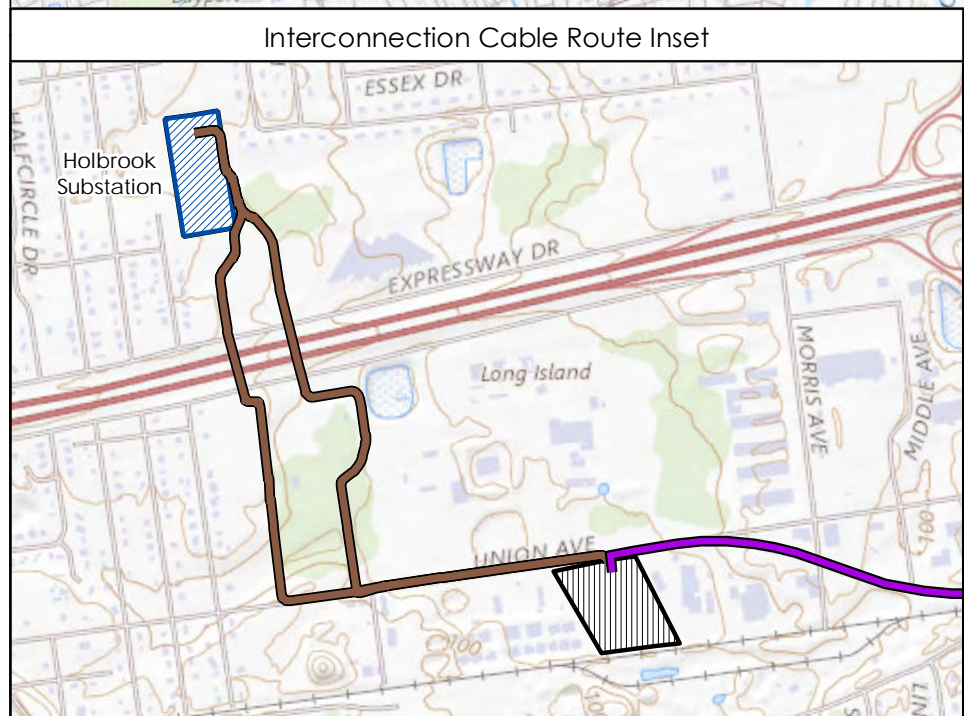 Interconnection Cable Route Inset
ESSEX DR
HALFCIRCLE DR
Holbrook
Substation
EXPRESSWAY DR
Long Island
MORRIS AVE
MIDDLE AVE
UNION AVE
100
100